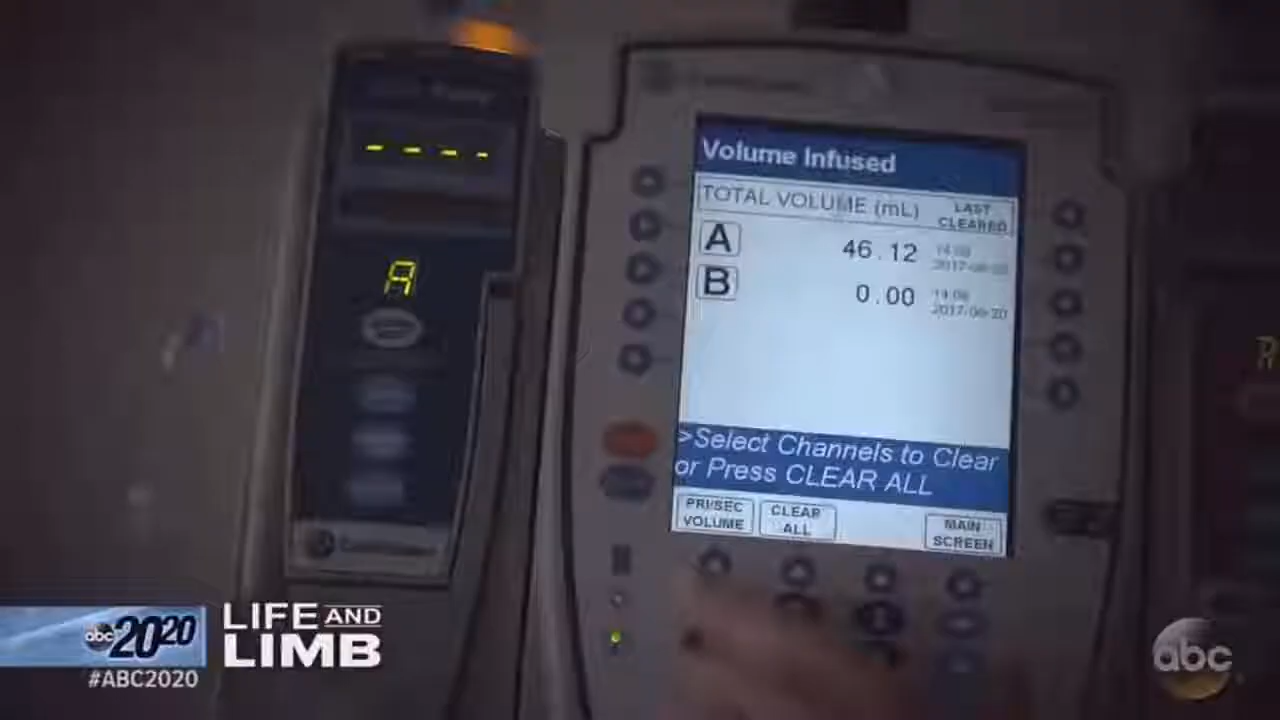 - - - -
A
Volume Infused
TOTAL VOLUME (mL)
LAST
CLEARED
A 46.12
B 0.00
>Select Channels to Clear
or Press CLEAR ALL
PRI/SEC
VOLUME
CLEAR
ALL
MAIN
SCREEN
abc 20/20
LIFE AND
LIMB
#ABC2020
abc